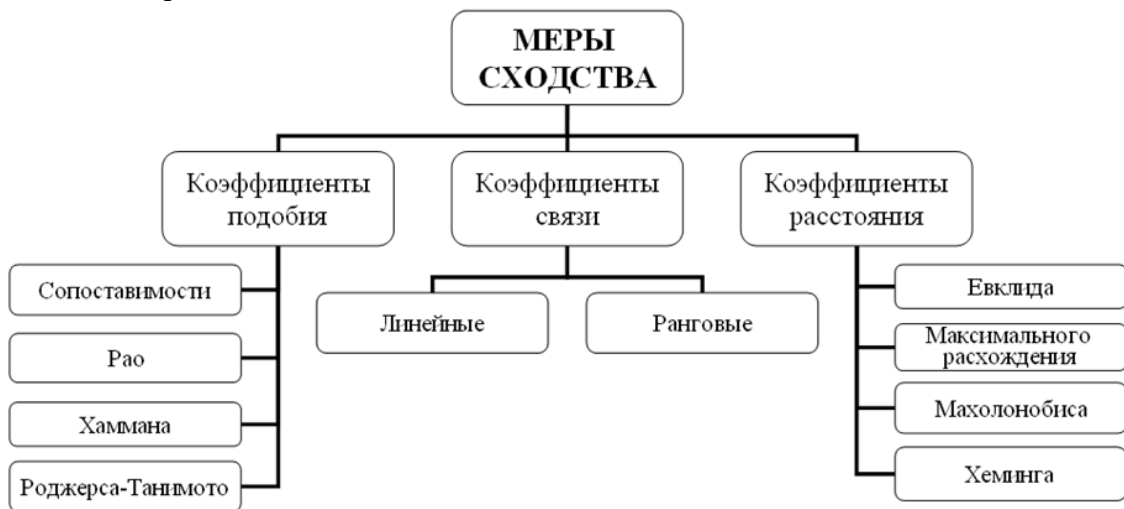 МЕРЫ
СХОДСТВА
Коэффициенты
подобия
Коэффициенты
связи
Коэффициенты
расстояния
Сопоставимости
Рао
Хаммана
Роджерса-Танимото
Линейные
Ранговые
Евклида
Максимального
расхождения
Махолонобиса
Хеминга